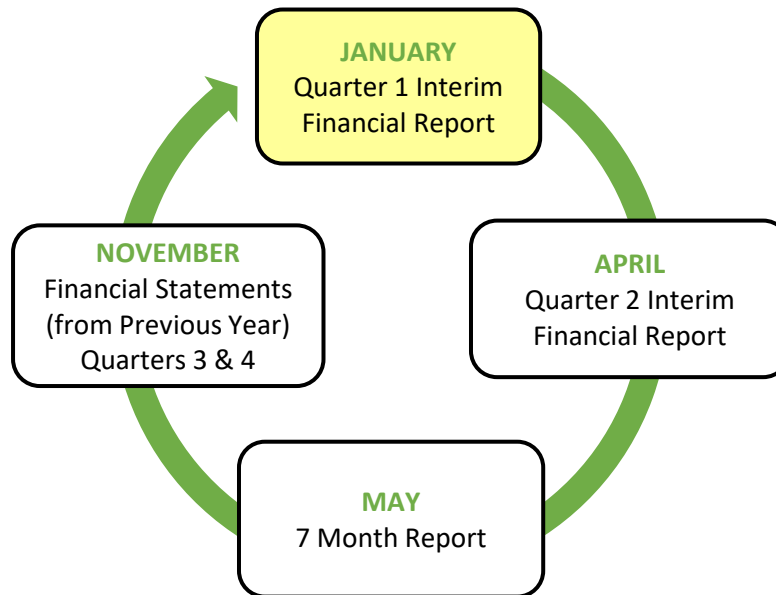 JANUARY
Quarter 1 Interim
Financial Report
APRIL
Quarter 2 Interim
Financial Report
MAY
7 Month Report
NOVEMBER
Financial Statements
(from Previous Year)
Quarters 3 & 4